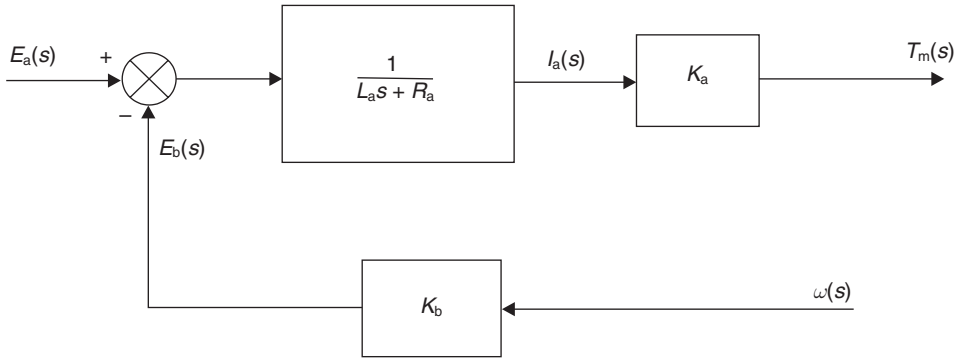 Eₐ(s)
+
−
E_b(s)
1
Lₐs + Rₐ
Iₐ(s)
Kₐ
Tₘ(s)
K_b
ω(s)